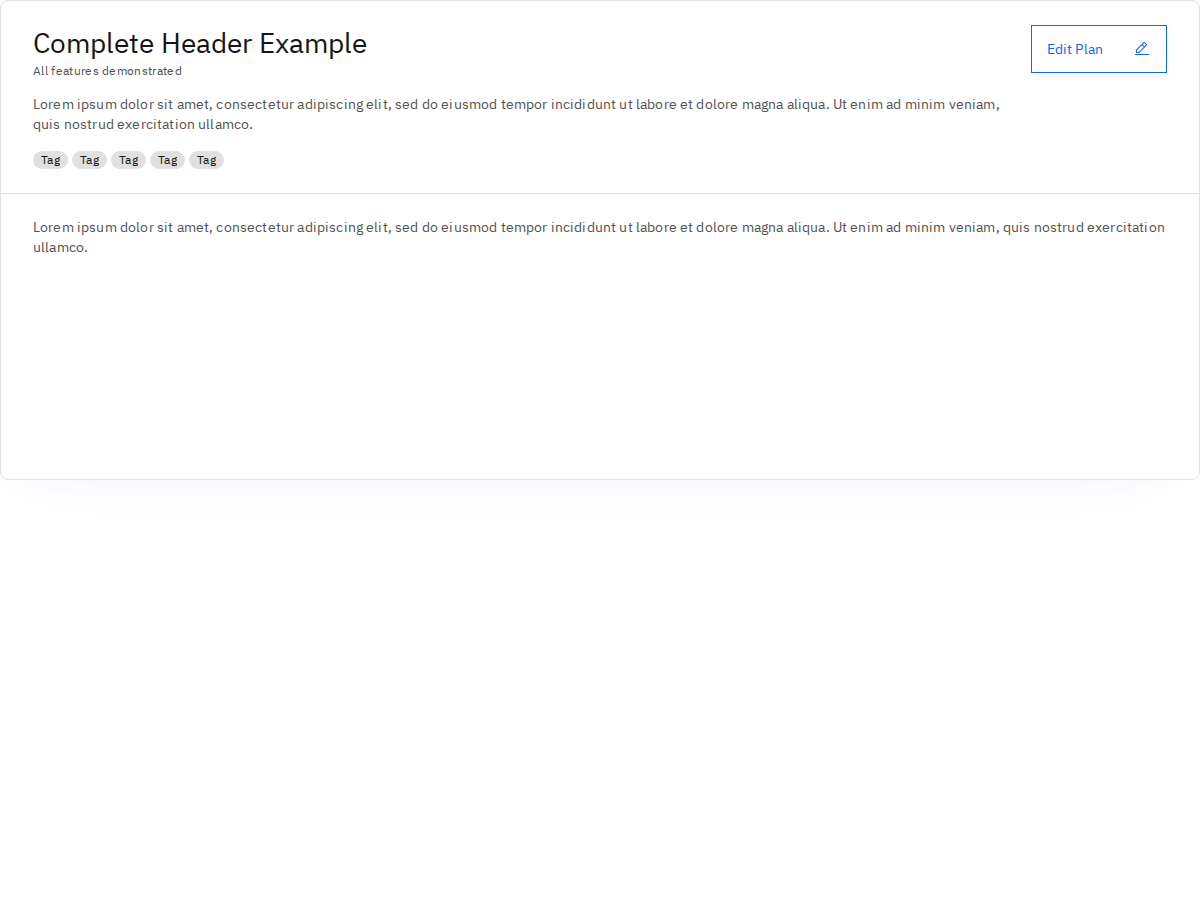 Complete Header Example
Edit Plan
All features demonstrated
Lorem ipsum dolor sit amet, consectetur adipiscing elit, sed do eiusmod tempor incididunt ut labore et dolore magna aliqua. Ut enim ad minim veniam,
quis nostrud exercitation ullamco.
Tag Tag Tag Tag Tag
Lorem ipsum dolor sit amet, consectetur adipiscing elit, sed do eiusmod tempor incididunt ut labore et dolore magna aliqua. Ut enim ad minim veniam, quis nostrud exercitation
ullamco.